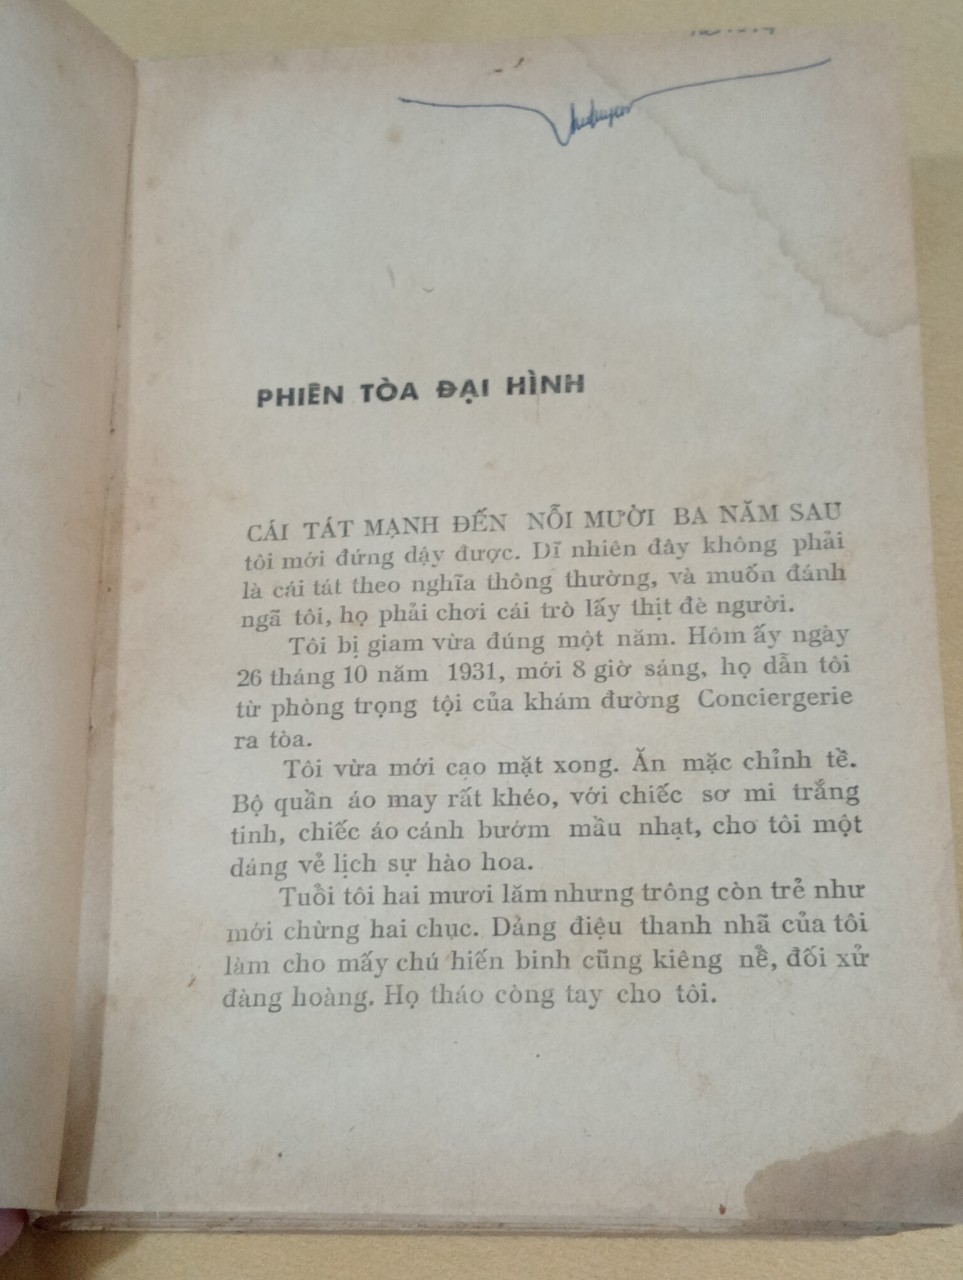 PHIÊN TÒA ĐẠI HÌNH
CÁI TÁT MẠNH ĐẾN NỖI MƯỜI BA NĂM SAU
tôi mới đứng dậy được. Dĩ nhiên đây không phải
là cái tát theo nghĩa thông thường, và muốn đánh
ngã tôi, họ phải chơi cái trò lấy thịt đè người.
Tôi bị giam vừa đúng một năm. Hôm ấy ngày
26 tháng 10 năm 1931, mới 8 giờ sáng, họ dẫn tôi
từ phòng trọng tội của khám đường Conciergerie
ra tòa.
Tôi vừa mới cạo mặt xong. Ăn mặc chỉnh tề.
Bộ quần áo may rất khéo, với chiếc sơ mi trắng
tinh, chiếc áo cánh bướm mầu nhạt, cho tôi một
dáng vẻ lịch sự hào hoa.
Tuổi tôi hai mươi lăm nhưng trông còn trẻ như
mới chừng hai chục. Dảng điệu thanh nhã của tôi
làm cho mấy chú hiến binh cũng kiêng nể, đối xử
đàng hoàng. Họ tháo còng tay cho tôi.